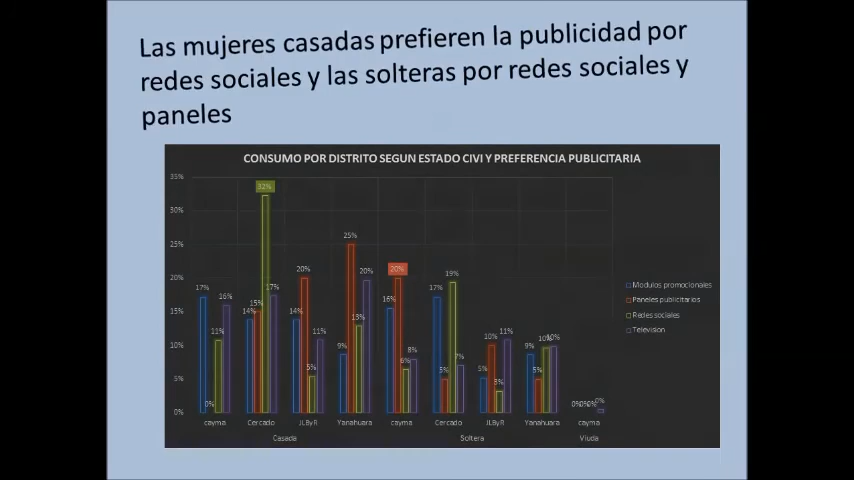 Las mujeres casadas prefieren la publicidad por
redes sociales y las solteras por redes sociales y
paneles
CONSUMO POR DISTRITO SEGUN ESTADO CIVI Y PREFERENCIA PUBLICITARIA
35%
30%
25%
20%
15%
10%
5%
0%
17% 0% 11% 16%
14% 15% 32% 17%
14% 20% 5% 11%
9% 25% 13% 20%
16% 20% 6% 8%
17% 5% 19% 7%
5% 10% 3% 11%
9% 5% 10% 10%
0% 0% 0% 0%
cayma Cercado JLByR Yanahuara cayma Cercado JLByR Yanahuara cayma
Casada Soltera Viuda
Modulos promocionales
Paneles publicitarios
Redes sociales
Television